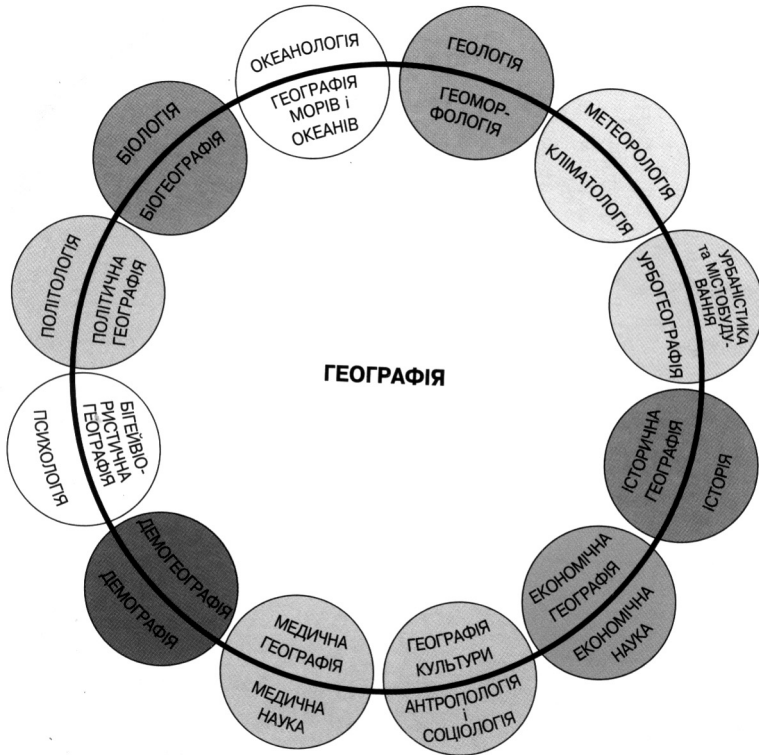 ОКЕАНОЛОГІЯ
ГЕОГРАФІЯ
МОРІВ і
ОКЕАНІВ
ГЕОЛОГІЯ
ГЕОМОР-
ФОЛОГІЯ
МЕТЕОРОЛОГІЯ
КЛІМАТОЛОГІЯ
УРБАНІСТИКА
та МІСТОБУДУ-
ВАННЯ
УРБОГЕОГРАФІЯ
ІСТОРИЧНА
ГЕОГРАФІЯ
ІСТОРІЯ
ЕКОНОМІЧНА
ГЕОГРАФІЯ
ЕКОНОМІЧНА
НАУКА
ГЕОГРАФІЯ
КУЛЬТУРИ
АНТРОПОЛОГІЯ
і
СОЦІОЛОГІЯ
МЕДИЧНА
ГЕОГРАФІЯ
МЕДИЧНА
НАУКА
ДЕМОГЕОГРАФІЯ
ДЕМОГРАФІЯ
БІГЕЙВІО-
РИСТИЧНА
ГЕОГРАФІЯ
ПСИХОЛОГІЯ
ПОЛІТОЛОГІЯ
ПОЛІТИЧНА
ГЕОГРАФІЯ
БІОЛОГІЯ
БІОГЕОГРАФІЯ
ГЕОГРАФІЯ